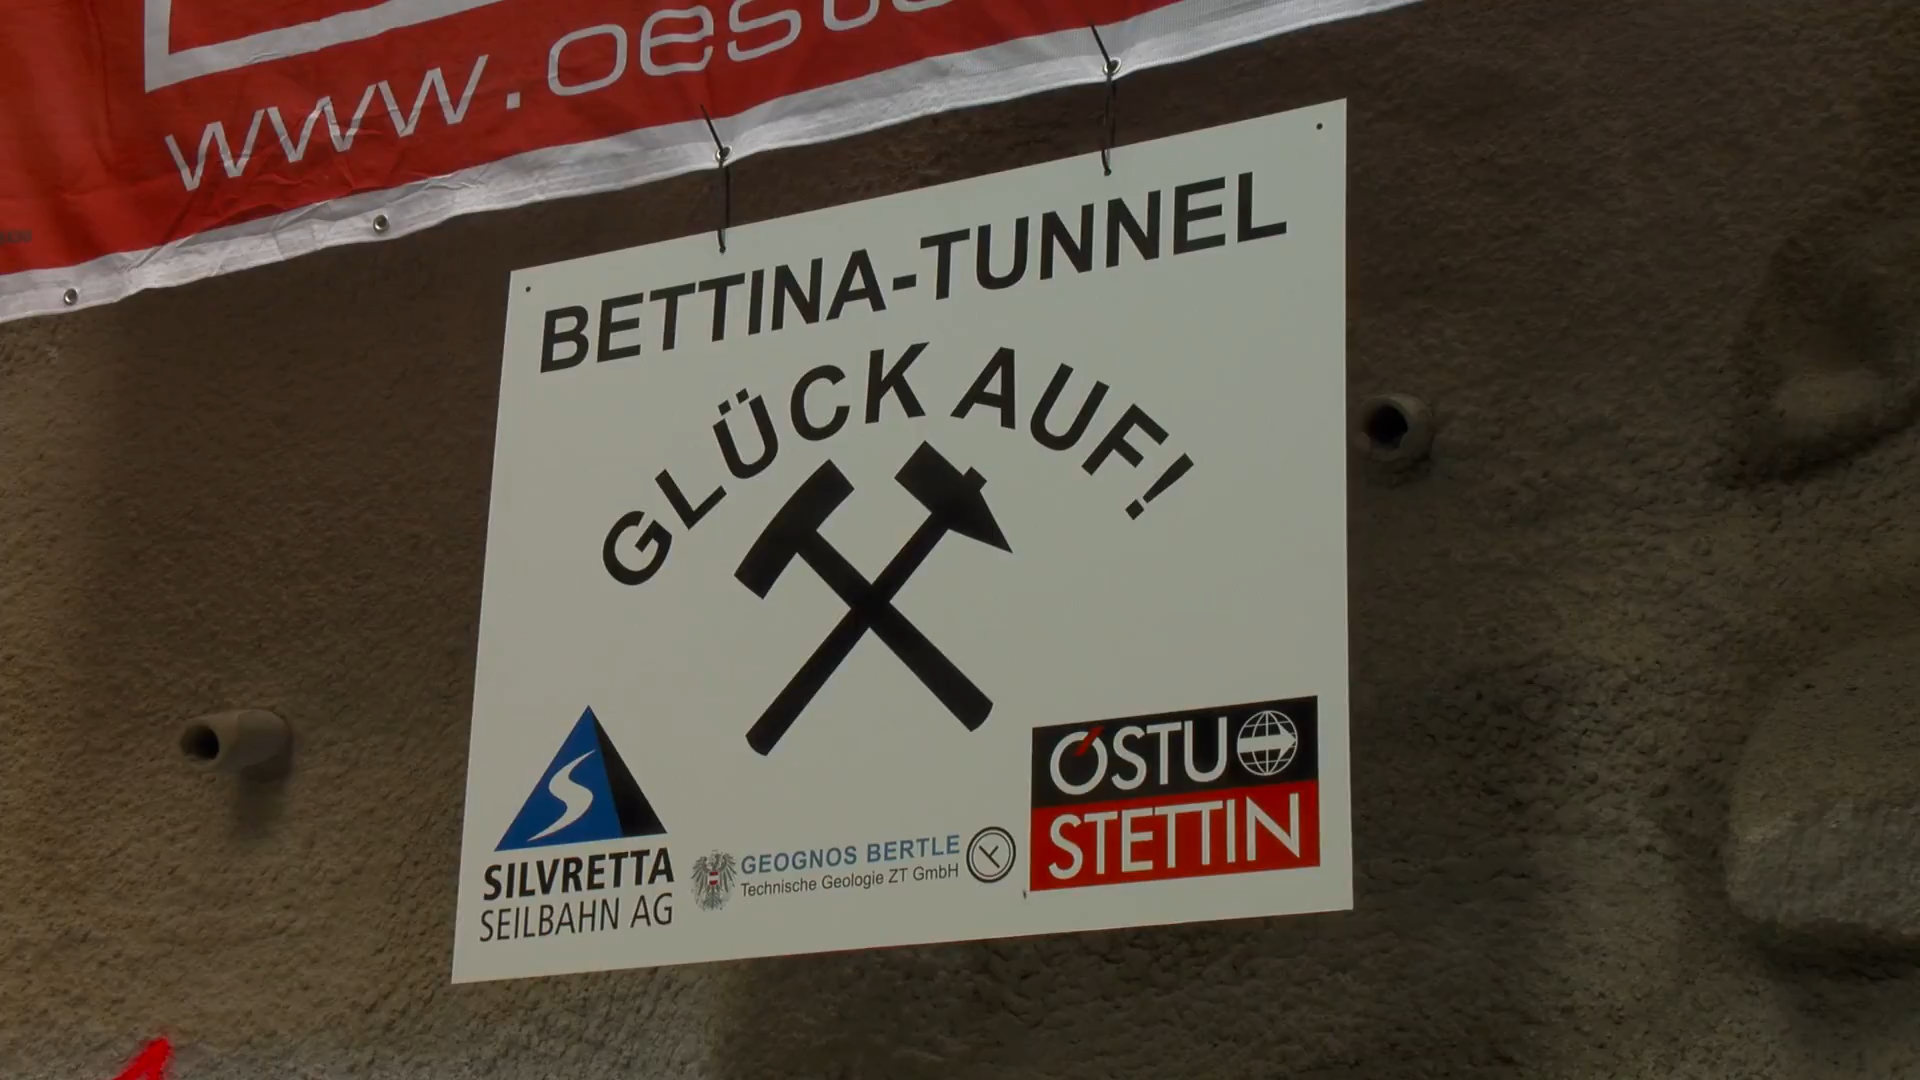 www.oest
BETTINA-TUNNEL
GLÜCK AUF!
SILVRETTA
SEILBAHN AG
GEOGNOS BERTLE
Technische Geologie ZT GmbH
ÖSTU
STETTIN